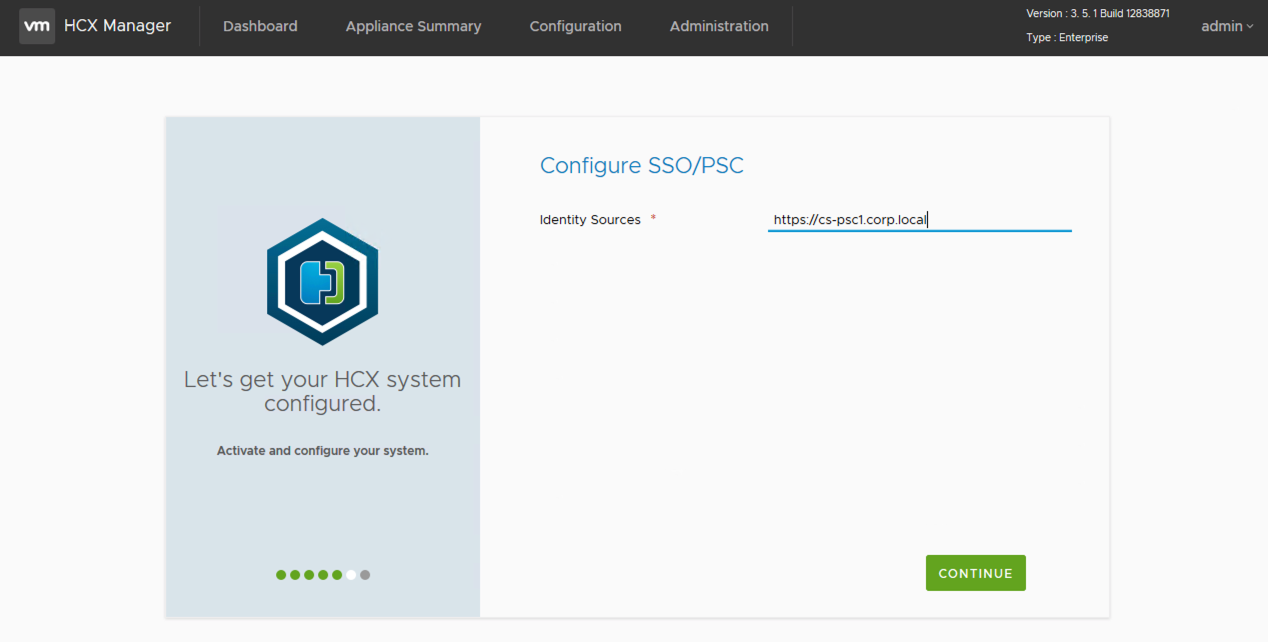 vm HCX Manager Dashboard Appliance Summary Configuration Administration Version : 3. 5. 1 Build 12838871
Type : Enterprise
admin
Configure SSO/PSC
Identity Sources * https://cs-psc1.corp.local
Let's get your HCX system
configured.
Activate and configure your system.
CONTINUE